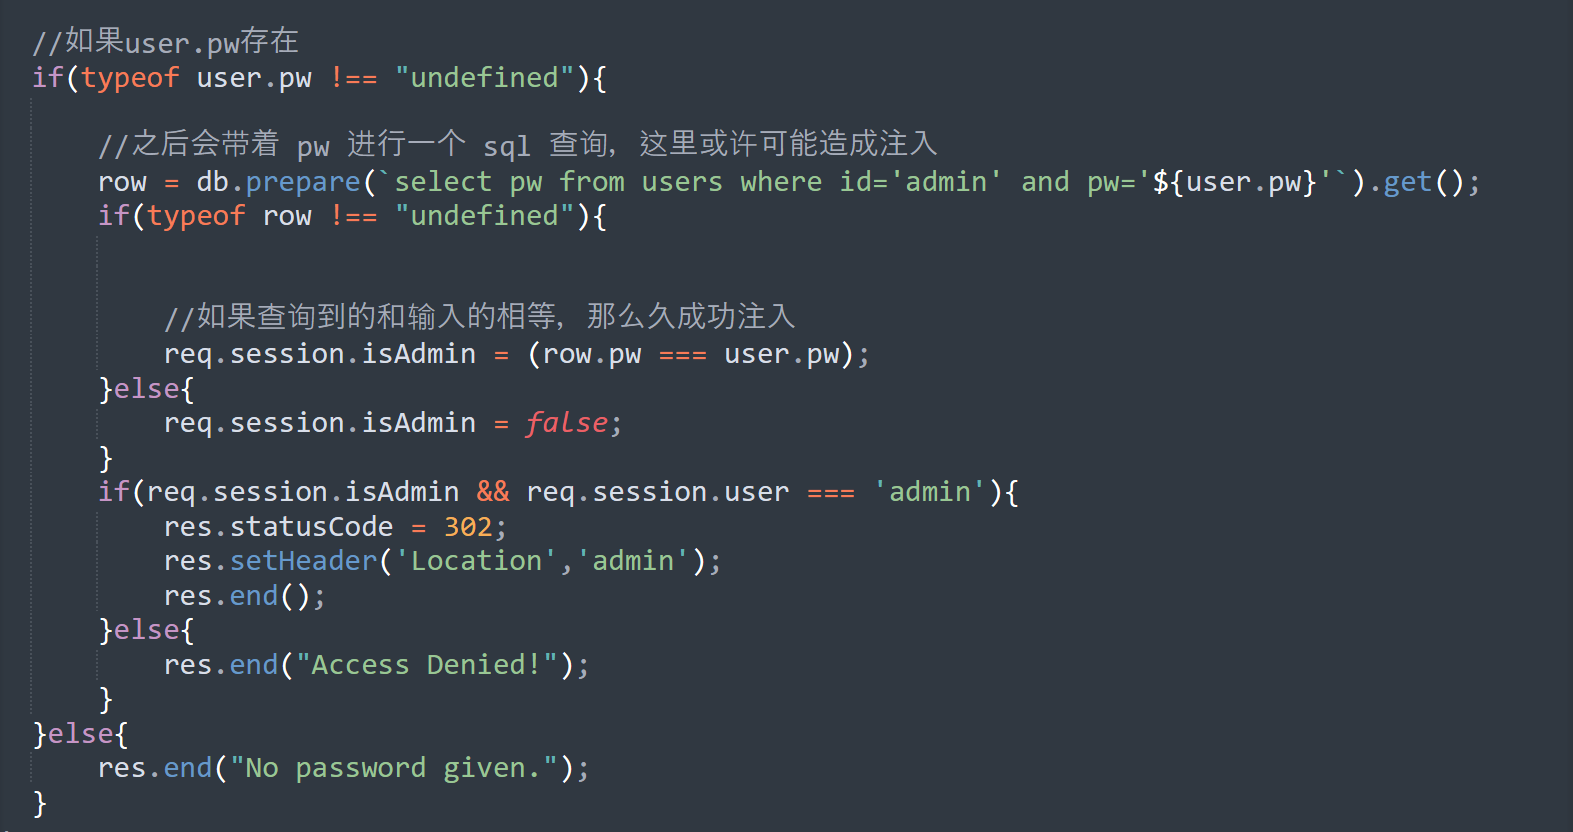 //如果user.pw存在
if(typeof user.pw !== "undefined"){
//之后会带着 pw 进行一个 sql 查询, 这里或许可能造成注入
row = db.prepare(`select pw from users where id='admin' and pw='${user.pw}'`).get();
if(typeof row !== "undefined"){
//如果查询到的和输入的相等, 那么久成功注入
req.session.isAdmin = (row.pw === user.pw);
}else{
req.session.isAdmin = false;
}
if(req.session.isAdmin && req.session.user === 'admin'){
res.statusCode = 302;
res.setHeader('Location','admin');
res.end();
}else{
res.end("Access Denied!");
}
}else{
res.end("No password given.");
}